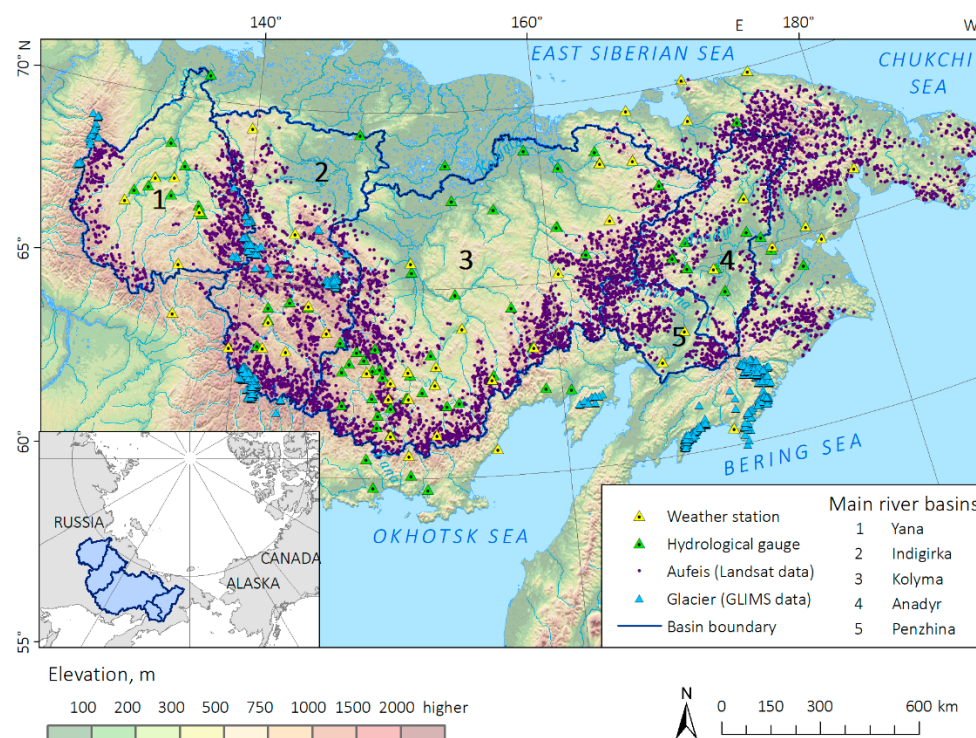 140° 160° E 180° W
70° N
EAST SIBERIAN SEA
CHUKCHI
SEA
65°
60°
55°
1
2
3
4
5
BERING SEA
OKHOTSK SEA
RUSSIA
CANADA
ALASKA
Weather station
Hydrological gauge
Aufeis (Landsat data)
Glacier (GLIMS data)
Basin boundary
Main river basins
1 Yana
2 Indigirka
3 Kolyma
4 Anadyr
5 Penzhina
Elevation, m
100 200 300 500 750 1000 1500 2000 higher
N
0 150 300 600 km